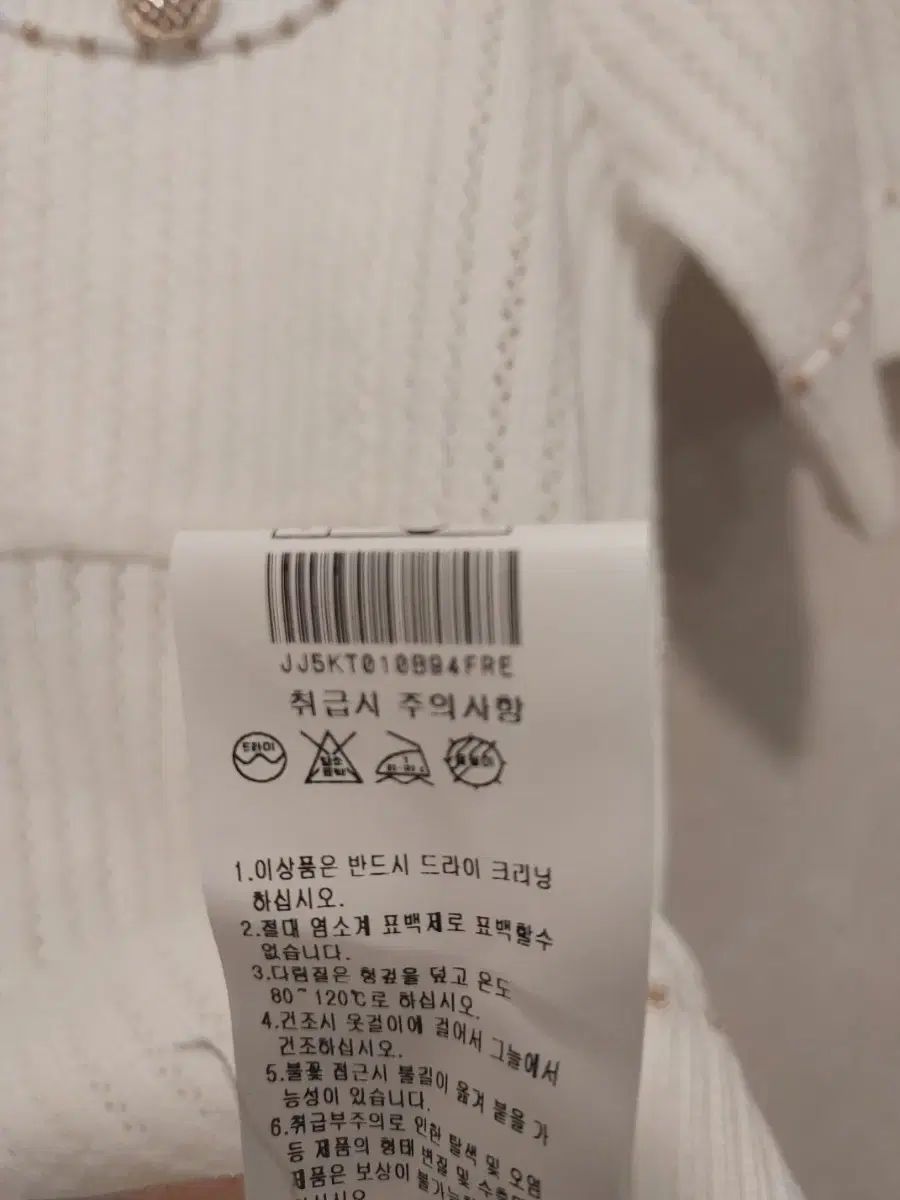 JJ5KT010B94FRE
취급시 주의사항
드라이 염소 표백
1.이상품은 반드시 드라이 크리닝
하십시오.
2.절대 염소계 표백제로 표백할수
없습니다.
3.다림질은 헝겊을 덮고 온도
80~120℃로 하십시오.
4.건조시 옷걸이에 걸어서 그늘에서
건조하십시오.
5.불꽃 접근시 불길이 옮겨 붙을 가
능성이 있습니다.
6.취급부주의로 인한 탈색 및 오염
등 제품의 형태 변질 및
제품은 보상이